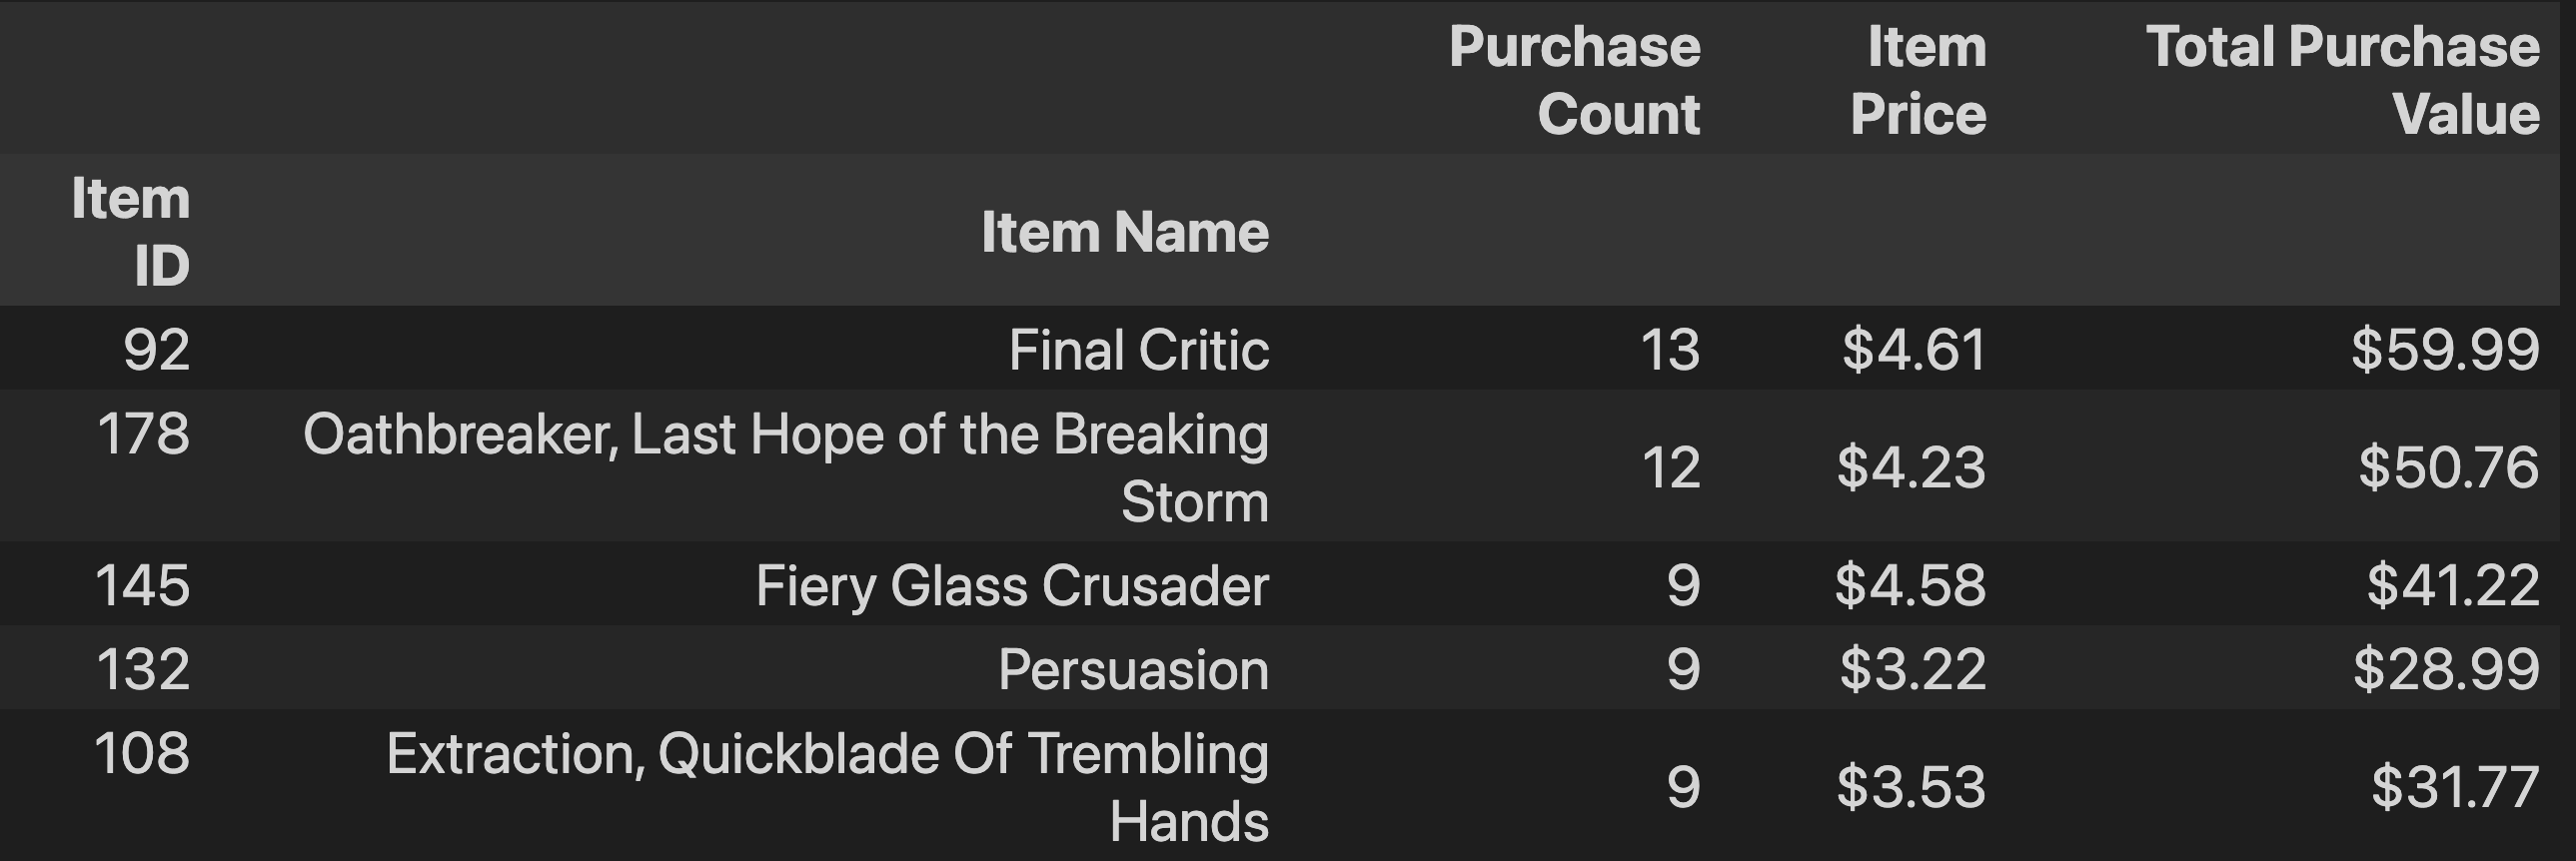 Purchase Count Item Price Total Purchase Value
Item ID Item Name
92 Final Critic 13 $4.61 $59.99
178 Oathbreaker, Last Hope of the Breaking Storm 12 $4.23 $50.76
145 Fiery Glass Crusader 9 $4.58 $41.22
132 Persuasion 9 $3.22 $28.99
108 Extraction, Quickblade Of Trembling Hands 9 $3.53 $31.77